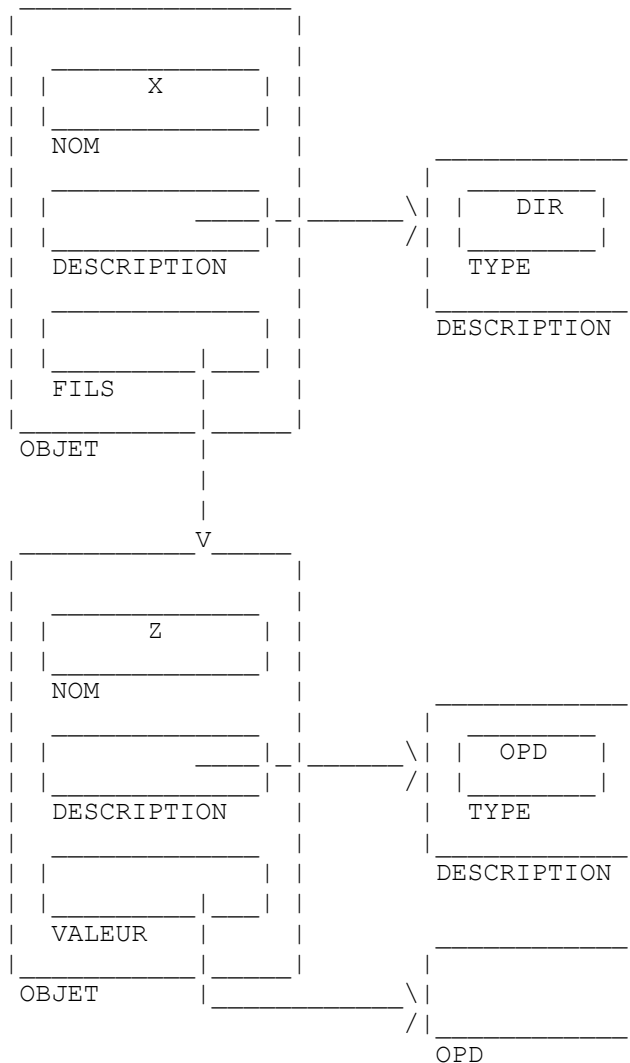 X
NOM
DIR
DESCRIPTION TYPE
FILS DESCRIPTION
OBJET
V
Z
NOM
OPD
DESCRIPTION TYPE
DESCRIPTION
VALEUR
OBJET
OPD